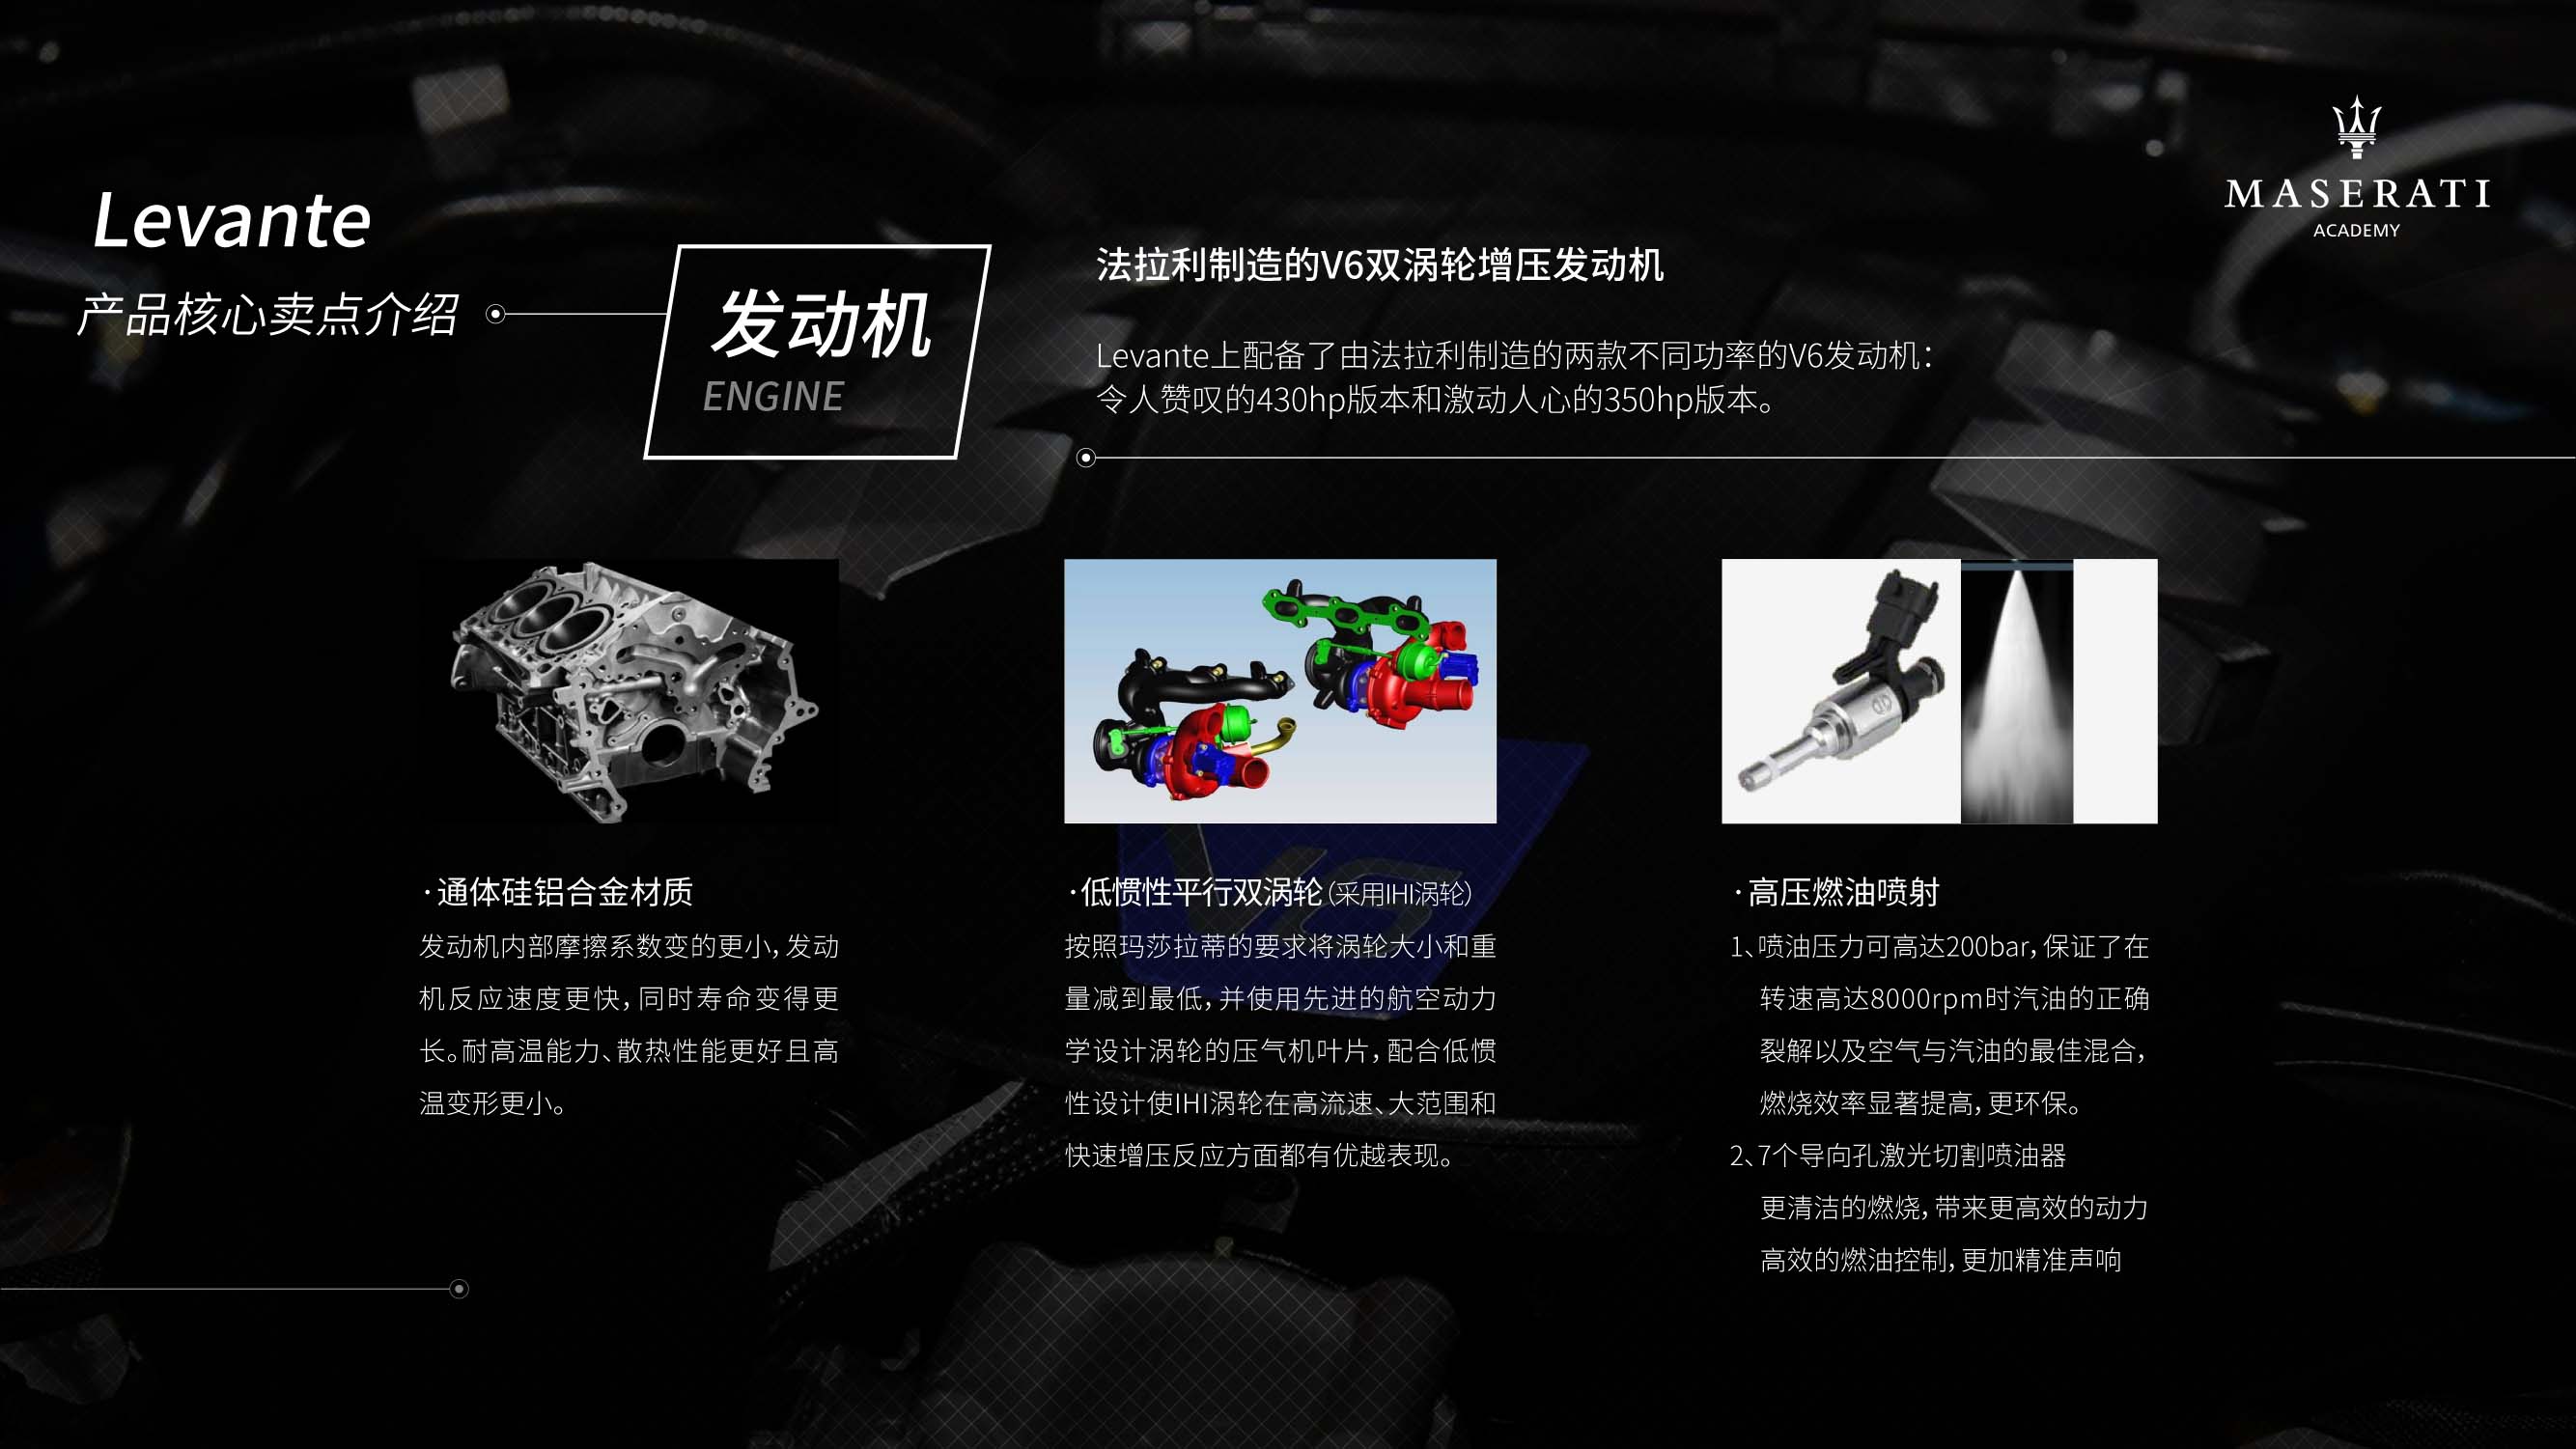 Levante
产品核心卖点介绍
发动机
ENGINE
法拉利制造的V6双涡轮增压发动机
Levante上配备了由法拉利制造的两款不同功率的V6发动机：
令人赞叹的430hp版本和激动人心的350hp版本。
MASERATI
ACADEMY
·通体硅铝合金材质
发动机内部摩擦系数变的更小，发动
机反应速度更快，同时寿命变得更
长。耐高温能力、散热性能更好且高
温变形更小。
·低惯性平行双涡轮（采用IHI涡轮）
按照玛莎拉蒂的要求将涡轮大小和重
量减到最低，并使用先进的航空动力
学设计涡轮的压气机叶片，配合低惯
性设计使IHI涡轮在高流速、大范围和
快速增压反应方面都有优越表现。
·高压燃油喷射
1、喷油压力可高达200bar，保证了在
转速高达8000rpm时汽油的正确
裂解以及空气与汽油的最佳混合，
燃烧效率显著提高，更环保。
2、7个导向孔激光切割喷油器
更清洁的燃烧，带来更高效的动力
高效的燃油控制，更加精准声响
V6